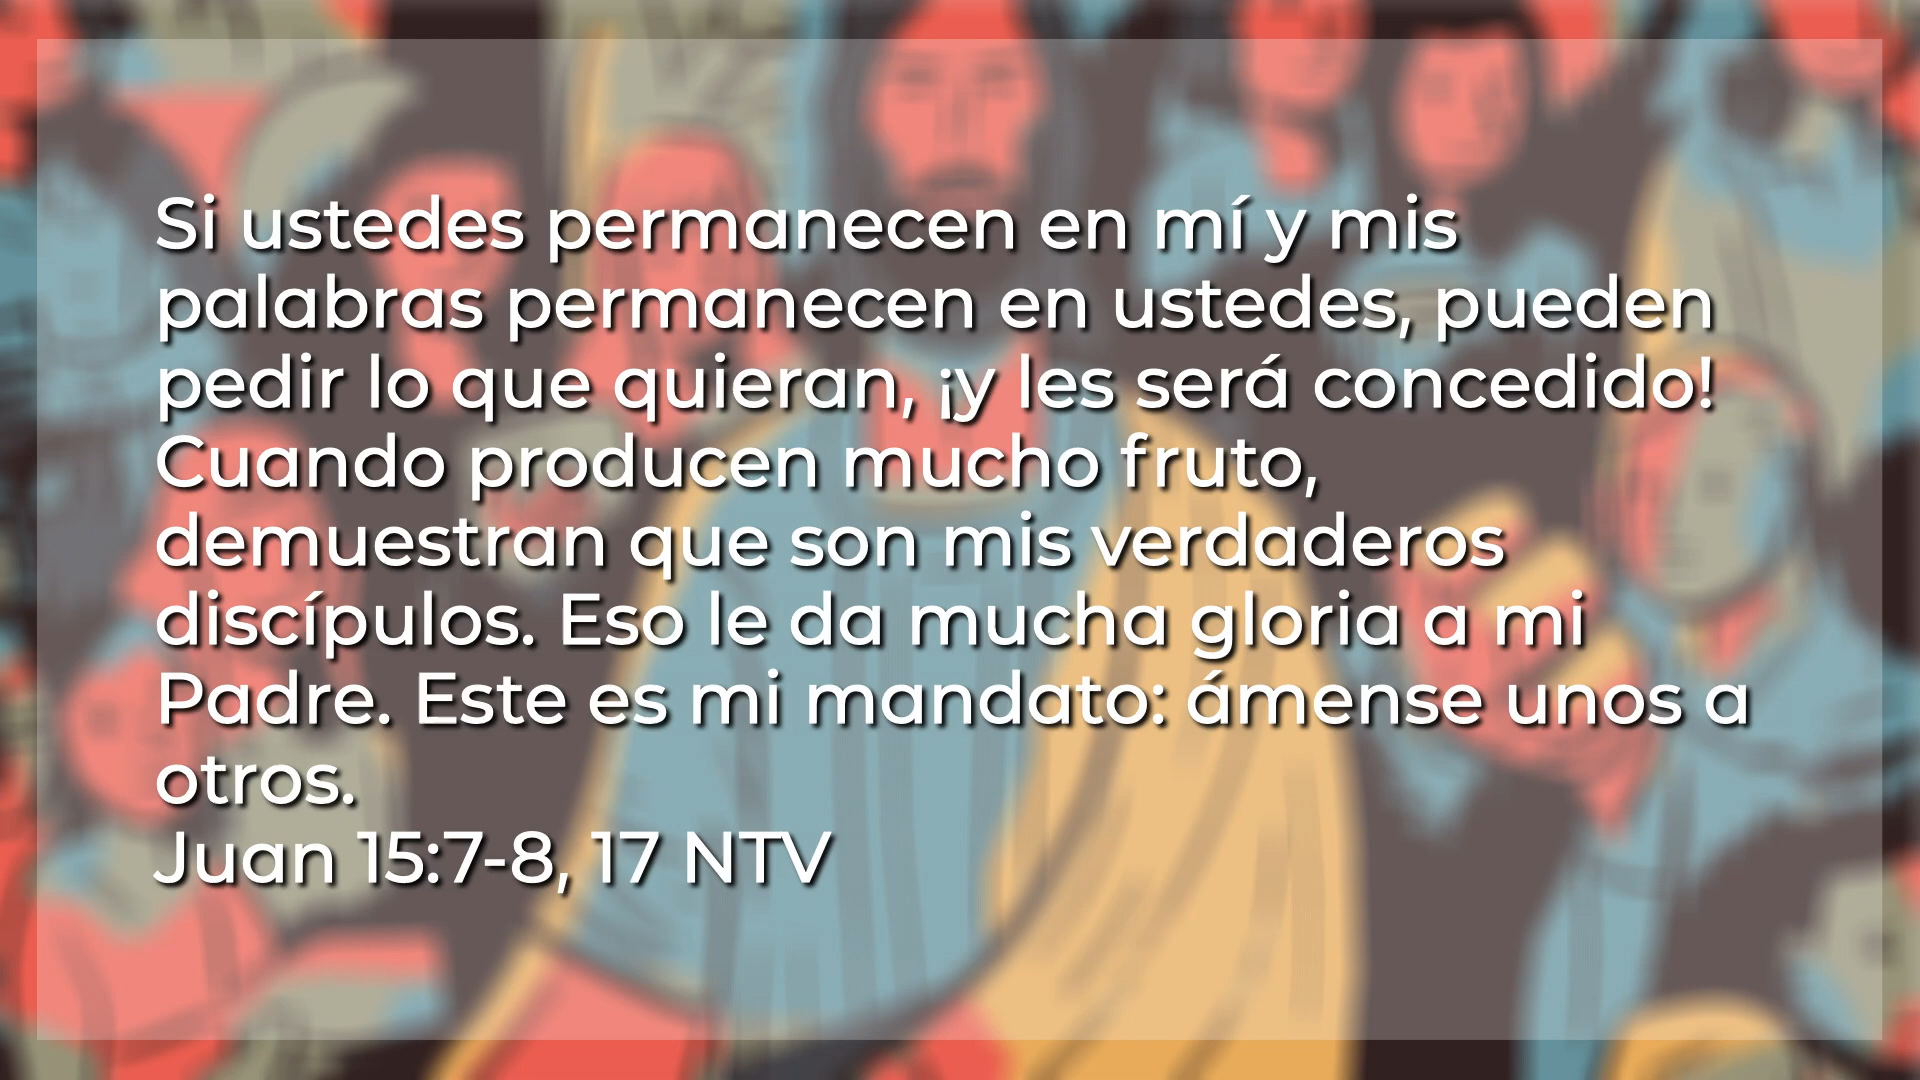 Si ustedes permanecen en mí y mis
palabras permanecen en ustedes, pueden
pedir lo que quieran, ¡y les será concedido!
Cuando producen mucho fruto,
demuestran que son mis verdaderos
discípulos. Eso le da mucha gloria a mi
Padre. Este es mi mandato: ámense unos a
otros.
Juan 15:7-8, 17 NTV